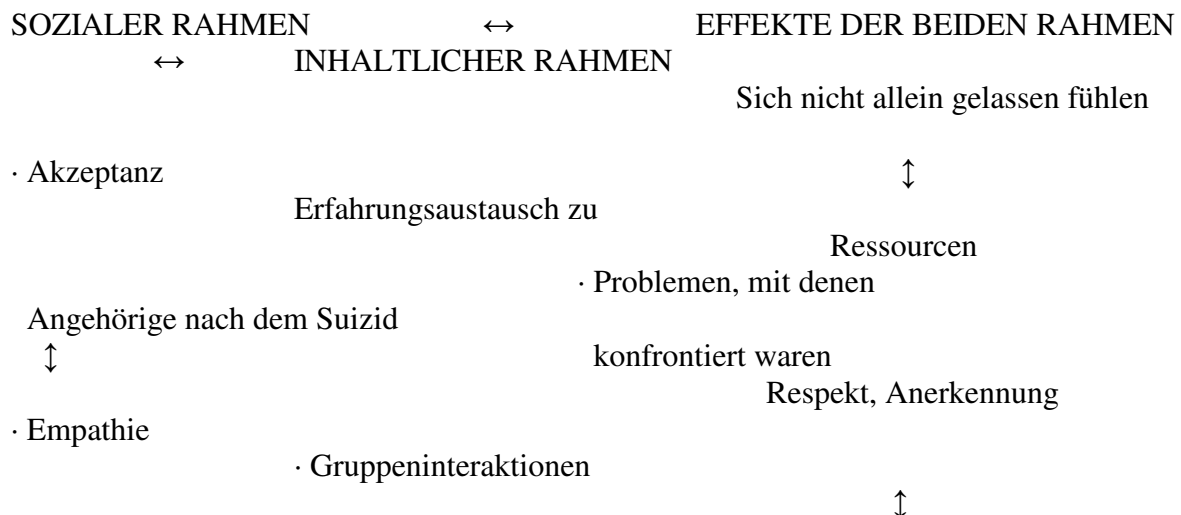 SOZIALER RAHMEN ↔ EFFEKTE DER BEIDEN RAHMEN
↔ INHALTLICHER RAHMEN
Sich nicht allein gelassen fühlen
· Akzeptanz ↕
Erfahrungsaustausch zu
Ressourcen
· Problemen, mit denen
Angehörige nach dem Suizid
↕ konfrontiert waren
Respekt, Anerkennung
· Empathie
· Gruppeninteraktionen
↕